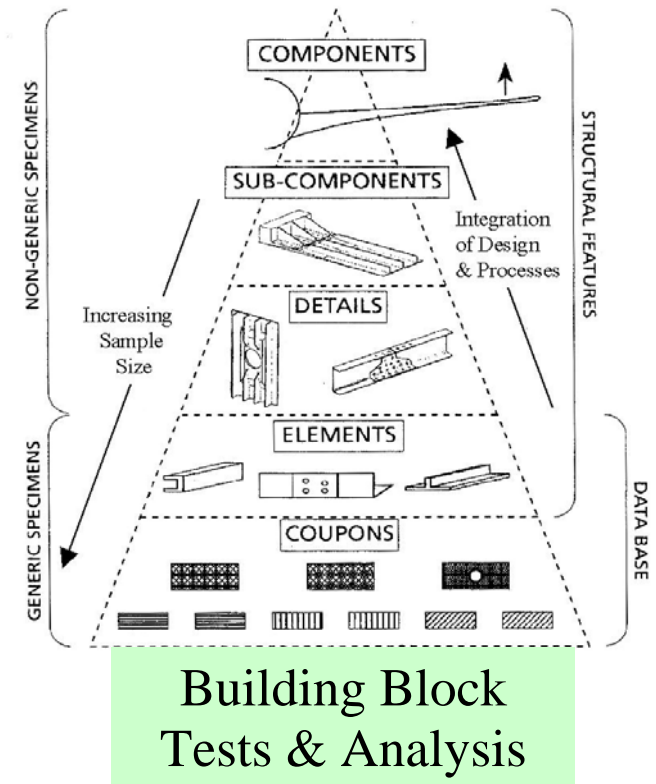 COMPONENTS
NON-GENERIC SPECIMENS
STRUCTURAL FEATURES
SUB-COMPONENTS
Integration
of Design
& Processes
DETAILS
Increasing
Sample
Size
ELEMENTS
GENERIC SPECIMENS
DATA BASE
COUPONS
Building Block
Tests & Analysis